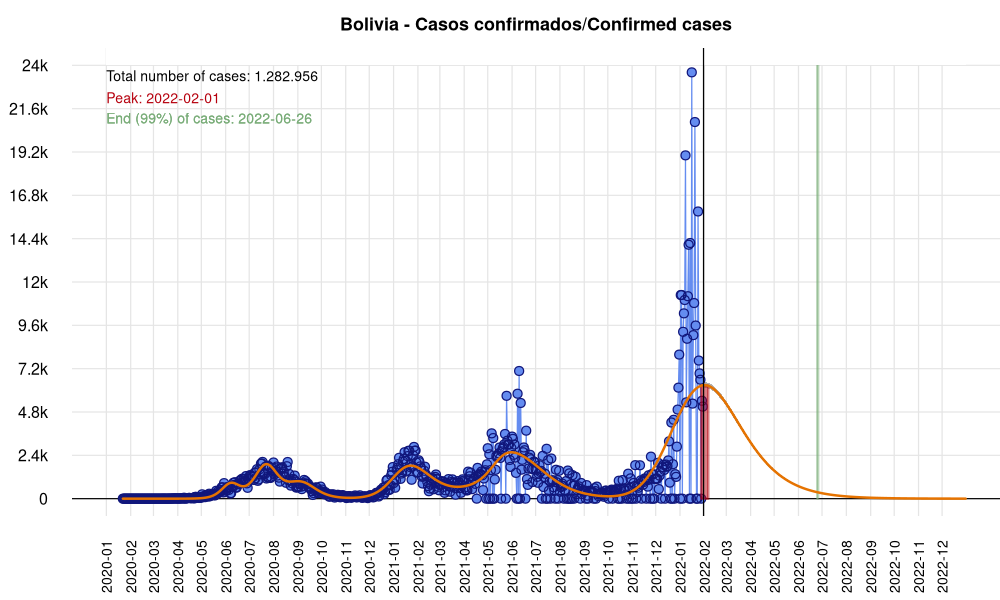 Bolivia - Casos confirmados/Confirmed cases
Total number of cases: 1.282.956
Peak: 2022-02-01
End (99%) of cases: 2022-06-26
24k
21.6k
19.2k
16.8k
14.4k
12k
9.6k
7.2k
4.8k
2.4k
0
2020-01
2020-02
2020-03
2020-04
2020-05
2020-06
2020-07
2020-08
2020-09
2020-10
2020-11
2020-12
2021-01
2021-02
2021-03
2021-04
2021-05
2021-06
2021-07
2021-08
2021-09
2021-10
2021-11
2021-12
2022-01
2022-02
2022-03
2022-04
2022-05
2022-06
2022-07
2022-08
2022-09
2022-10
2022-11
2022-12